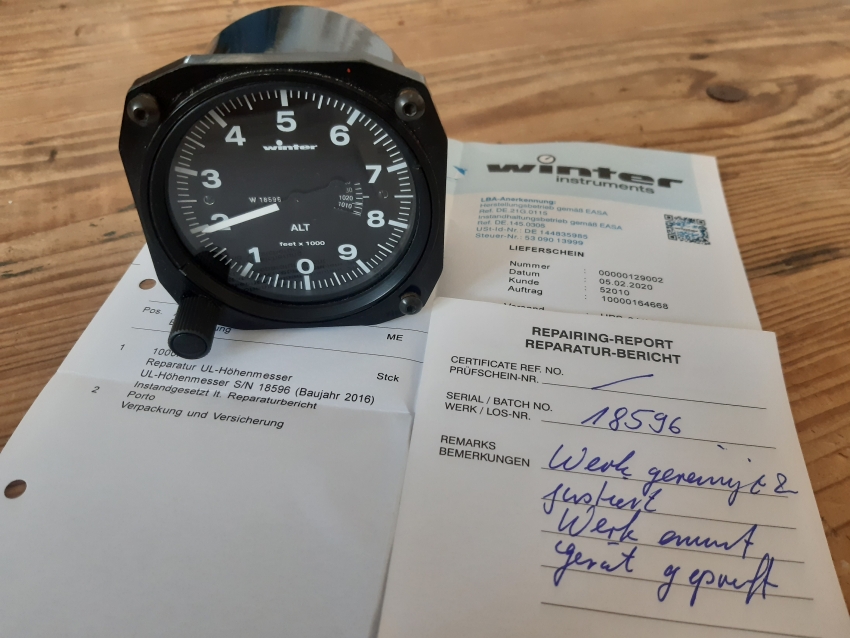 5
4
6
winter
3
7
W 18596
1020
1010
2
8
ALT
feet x 1000
1
9
0
winter
instruments
LBA-Anerkennung:
Herstellungsbetrieb gemäß EASA
Ref. DE.21G.0115
Instandhaltungsbetrieb gemäß EASA
Ref. DE.145.0308
USt-Id-Nr.: DE 144835985
Steuer-Nr.: 53 090 13999
LIEFERSCHEIN
Nummer : 00000129002
Datum : 05.02.2020
Kunde : 52010
Auftrag : 10000164668
Pos.
ME
1
Reparatur UL-Höhenmesser Stck
UL-Höhenmesser S/N 18596 (Baujahr 2016)
Instandgesetzt lt. Reparaturbericht
2 Porto
Verpackung und Versicherung
REPAIRING-REPORT
REPARATUR-BERICHT
CERTIFICATE REF. NO.
PRÜFSCHEIN-NR.
SERIAL / BATCH NO.
WERK / LOS-NR. 18596
REMARKS
BEMERKUNGEN Werk gereinigt &
justiert
Werk
gerät geprüft